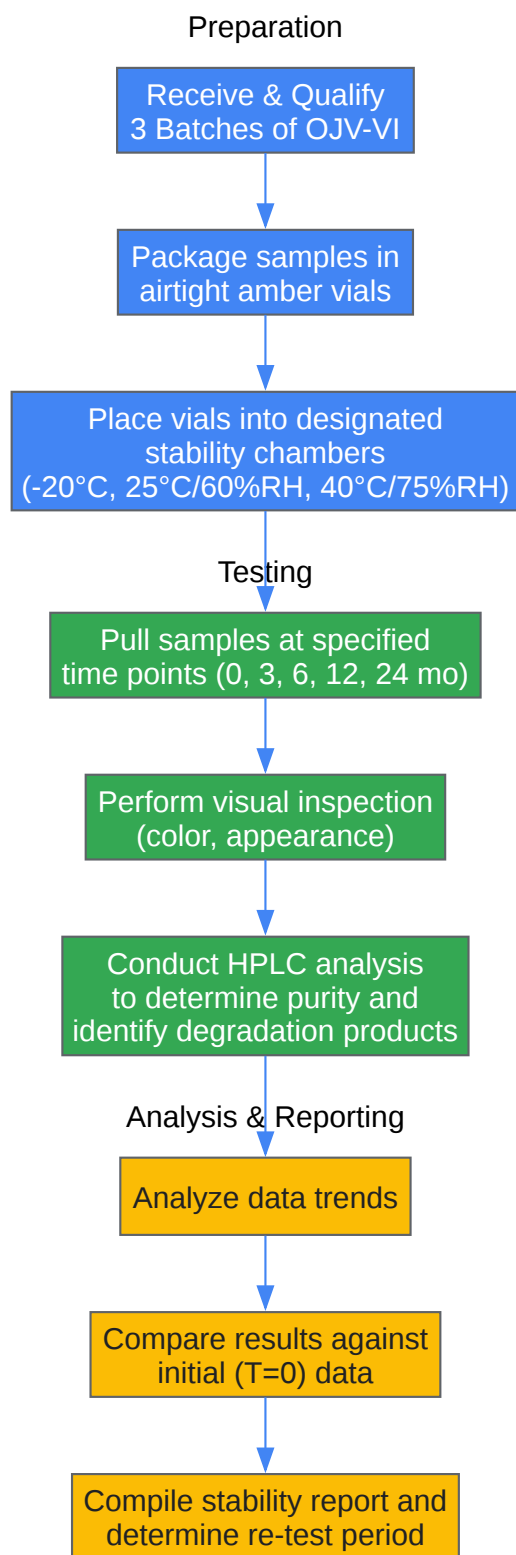 Preparation
Receive & Qualify
3 Batches of OJV-VI
Package samples in
airtight amber vials
Place vials into designated
stability chambers
(-20°C, 25°C/60%RH, 40°C/75%RH)
Testing
Pull samples at specified
time points (0, 3, 6, 12, 24 mo)
Perform visual inspection
(color, appearance)
Conduct HPLC analysis
to determine purity and
identify degradation products
Analysis & Reporting
Analyze data trends
Compare results against
initial (T=0) data
Compile stability report and
determine re-test period